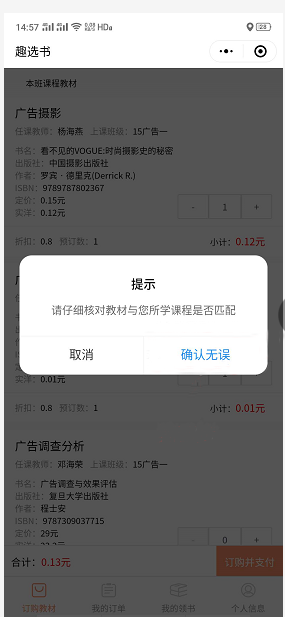 14:57 HDa 23
趣选书
本班课程教材
广告摄影
任课教师：杨海燕 上课班级：15广告一
书名：看不见的VOGUE:时尚摄影史的秘密
出版社：中国摄影出版社
作者：罗宾·德里克(Derrick R.)
ISBN：9789787802367
定价：0.15元
实洋：0.12元
- 1 +
折扣：0.8 预订数：1 小计：0.12元
提示
请仔细核对教材与您所学课程是否匹配
取消 确认无误
实洋：0.01元
折扣：0.8 预订数：1 小计：0.01元
广告调查分析
任课教师：邓海荣 上课班级：15广告一
书名：广告调查与效果评估
出版社：复旦大学出版社
作者：程士安
ISBN：9787309037715
定价：29元
- 0 +
合计：0.13元 订购并支付
订购教材 我的订单 我的领书 个人信息